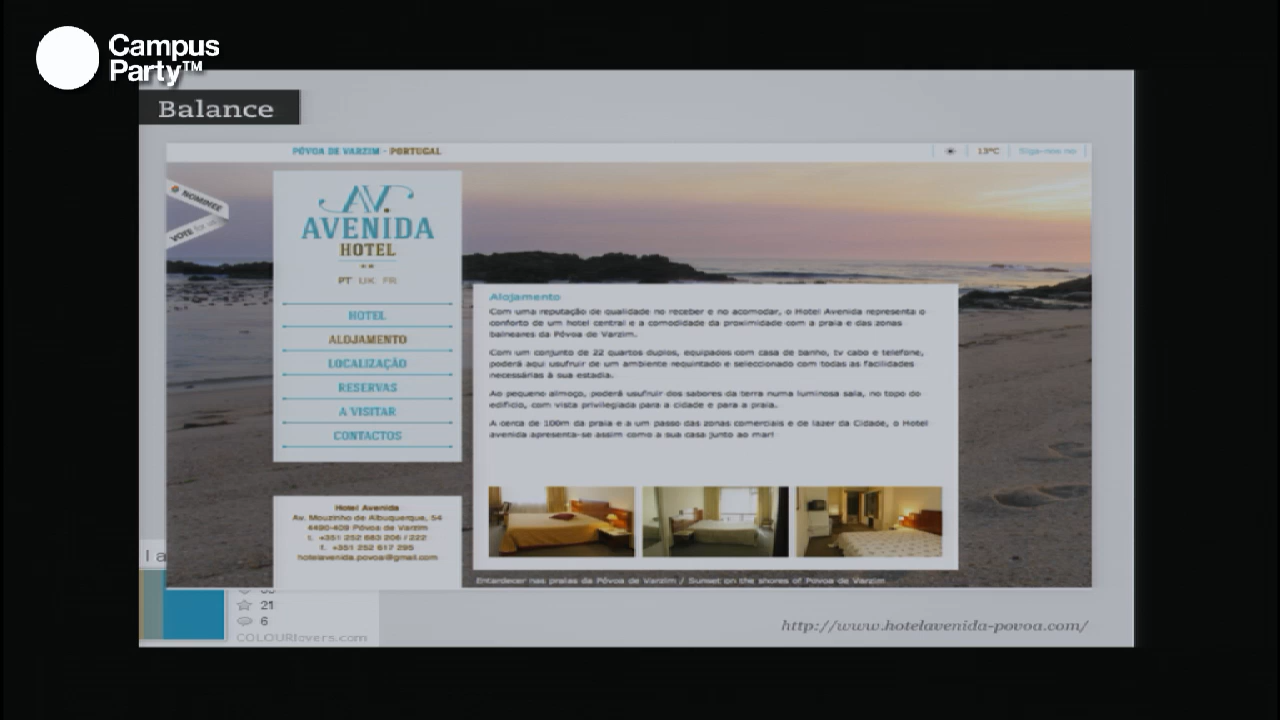 Campus
Party™
Balance
PÓVOA DE VARZIM - PORTUGAL
13ºC
Siga-nos no
NOMINEE
VOTE for
AV.
AVENIDA
HOTEL
PT UK FR
HOTEL
ALOJAMENTO
LOCALIZAÇÃO
RESERVAS
A VISITAR
CONTACTOS
Alojamento
Com uma reputação de qualidade no receber e no acomodar, o Hotel Avenida representa o
conforto de um hotel central e a comodidade da proximidade com a praia e das zonas
balneares da Póvoa de Varzim.
Com um conjunto de 22 quartos duplos, equipados com casa de banho, tv cabo e telefone,
poderá aqui usufruir de um ambiente requintado e seleccionado com todas as facilidades
necessárias à sua estadia.
Ao pequeno almoço, poderá usufruir dos sabores da terra numa luminosa sala, no topo do
edifício, com vista privilegiada para a cidade e para a praia.
A cerca de 100m da praia e a um passo das zonas comerciais e de lazer da Cidade, o Hotel
avenida apresenta-se assim como a sua casa junto ao mar!
Hotel Avenida
Av. Mouzinho de Albuquerque, 54
4490-409 Póvoa de Varzim
t. +351 252 683 206 / 222
f. +351 252 617 295
hotelavenida.povoa@gmail.com
Entardecer nas praias da Póvoa de Varzim / Sunset on the shores of Povoa de Varzim
I a
21
6
COLOURlovers.com
http://www.hotelavenida-povoa.com/